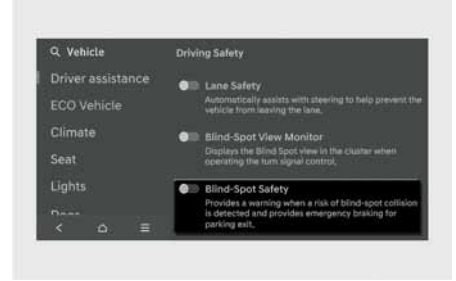 Vehicle
Driver assistance
ECO Vehicle
Climate
Seat
Lights
Driving Safety
Lane Safety
Automatically assists with steering to help prevent the
vehicle from leaving the lane.
Blind-Spot View Monitor
Displays the Blind Spot view in the cluster when
operating the turn signal control.
Blind-Spot Safety
Provides a warning when a risk of blind-spot collision
is detected and provides emergency braking for
parking exit.